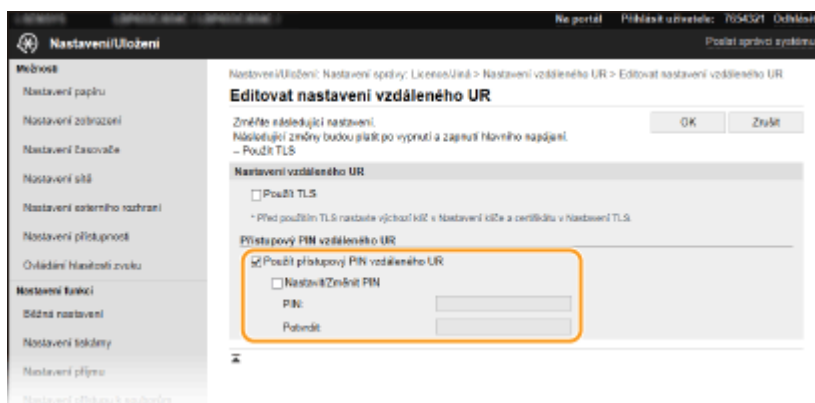 Na portál Přihlásit uživatele: 7654321 Odhlásit
Nastavení/Uložení
Poslat správci systému
Možnosti
Nastavení papíru
Nastavení zobrazení
Nastavení časovače
Nastavení sítě
Nastavení externího rozhraní
Nastavení přístupnosti
Ovládání hlasitosti zvuku
Nastavení funkcí
Běžná nastavení
Nastavení tiskárny
Nastavení příjmu
Nastavení/Uložení: Nastavení správy: Licence/Jiná > Nastavení vzdáleného UR > Editovat nastavení vzdáleného UR
Editovat nastavení vzdáleného UR
Změňte následující nastavení.
Následující změny budou platit po vypnutí a zapnutí hlavního napájení.
– Použít TLS
OK
Zrušit
Nastavení vzdáleného UR
Použít TLS
* Před použitím TLS nastavte výchozí klíč v Nastavení klíče a certifikátu v Nastavení TLS.
Přístupový PIN vzdáleného UR
Použít přístupový PIN vzdáleného UR
Nastavit/Změnit PIN
PIN:
Potvrdit: